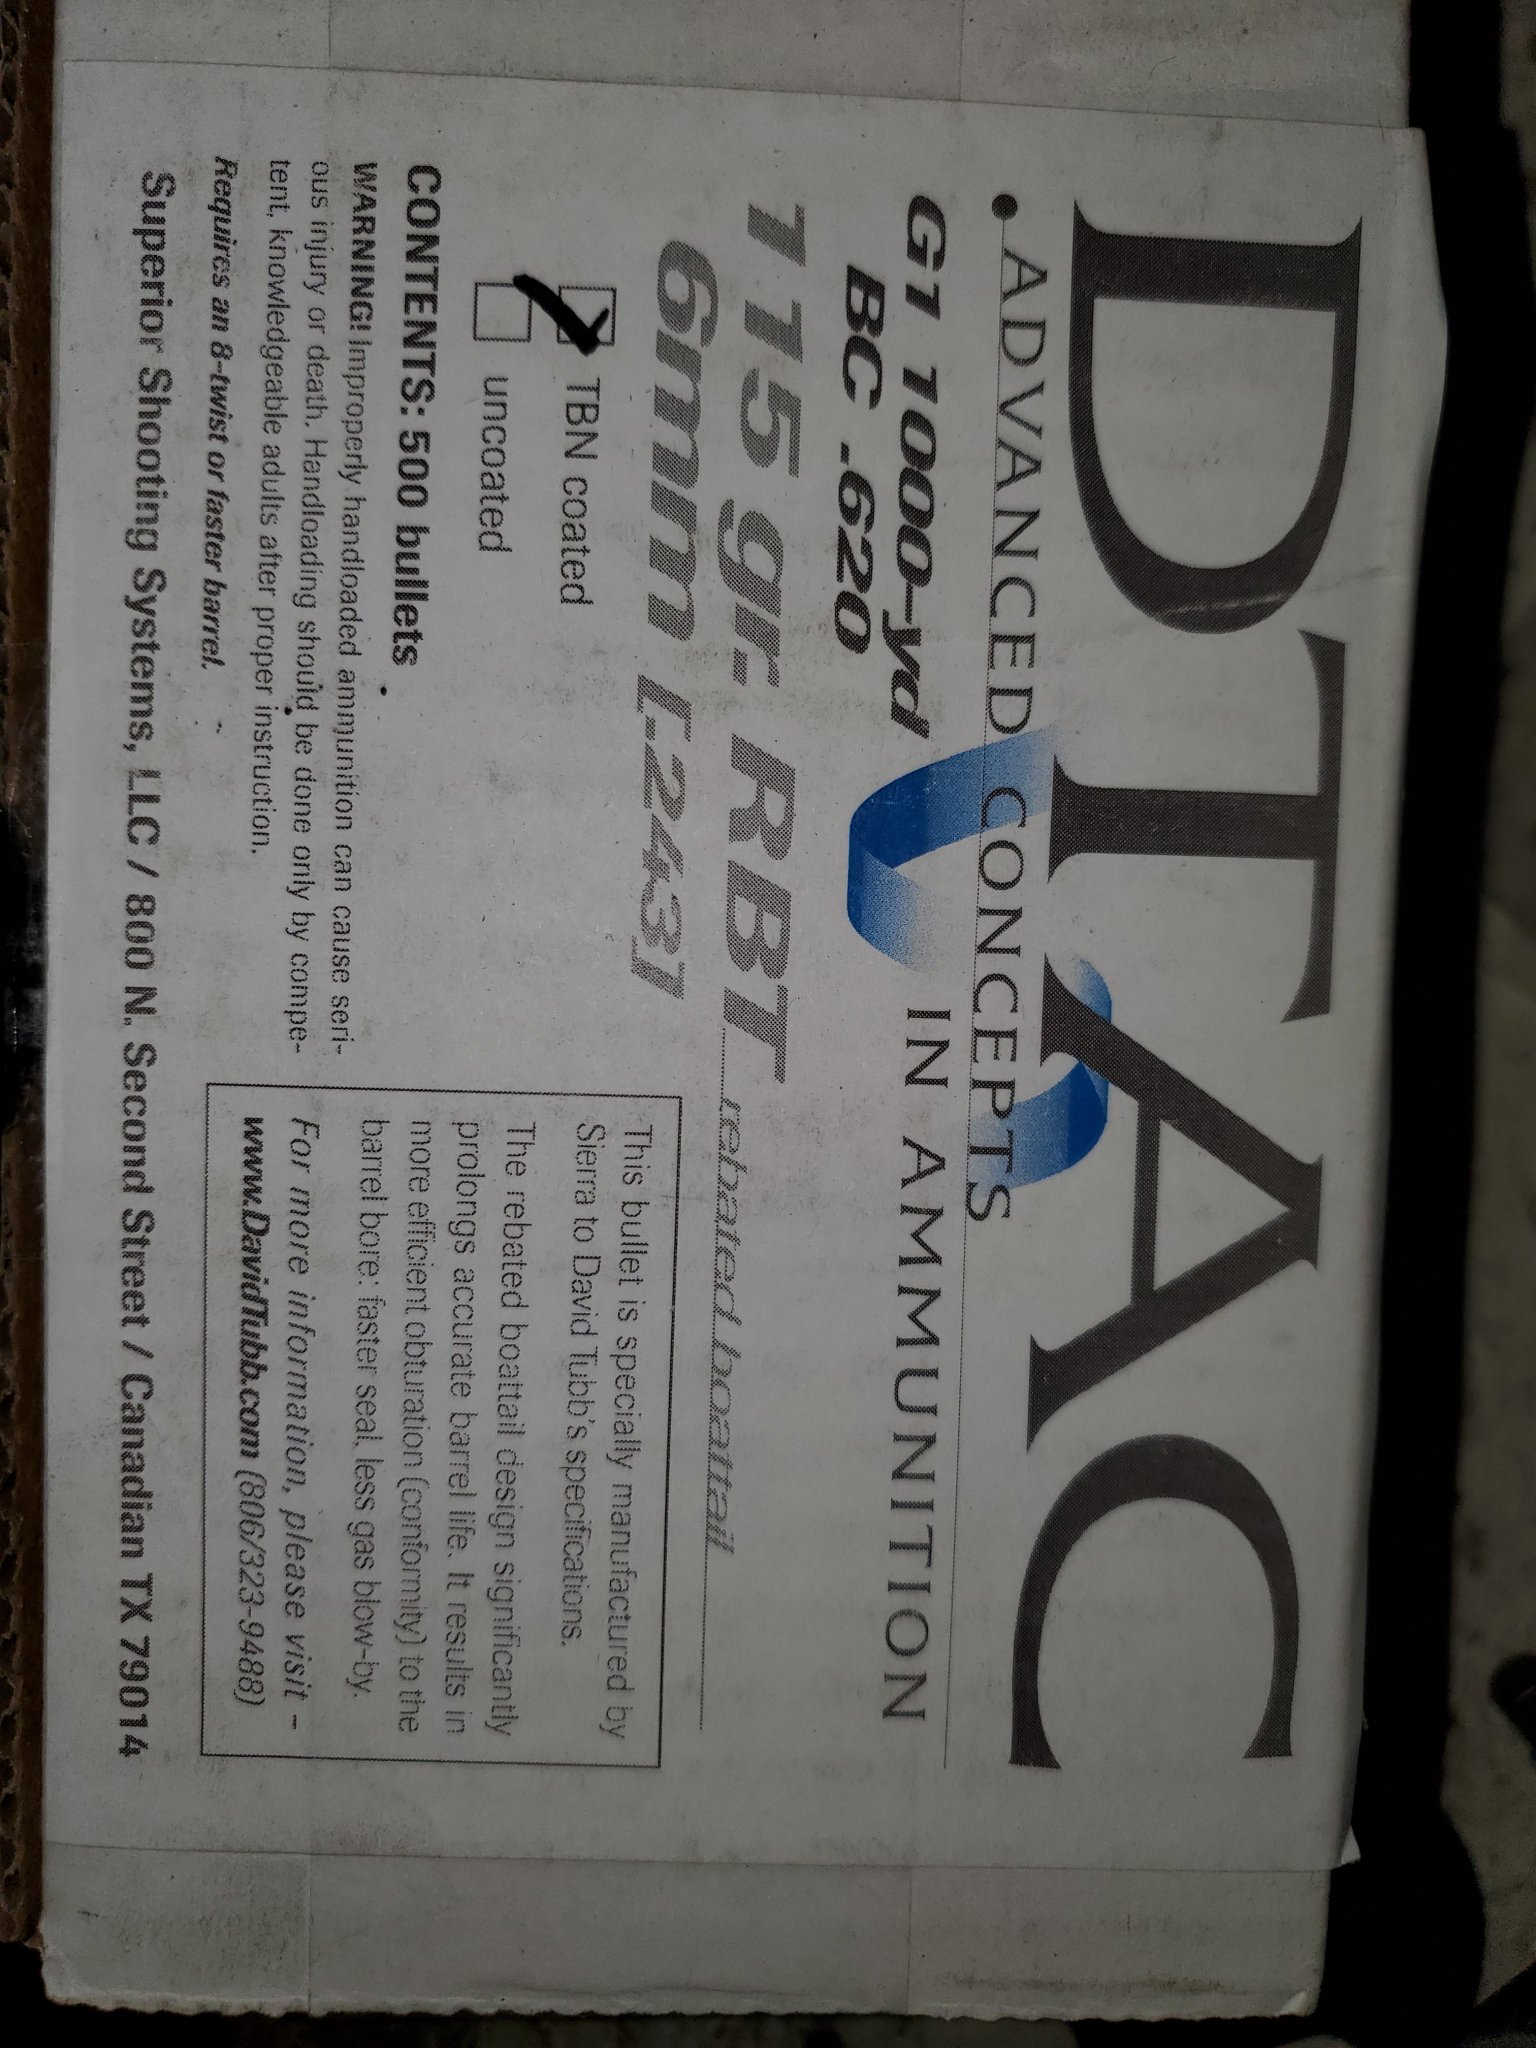 DTAC
ADVANCED CONCEPTS
IN AMMUNITION
G1 1000-yd
BC .620
115 gr. RBT rebated boattail
6mm [.243]
TBN coated
uncoated
CONTENTS: 500 bullets
WARNING! Improperly handloaded ammunition can cause seri-
ous injury or death. Handloading should be done only by compe-
tent, knowledgeable adults after proper instruction.
Requires an 8-twist or faster barrel.
This bullet is specially manufactured by
Sierra to David Tubb's specifications.
The rebated boattail design significantly
prolongs accurate barrel life. It results in
more efficient obturation (conformity) to the
barrel bore: faster seal, less gas blow-by.
For more information, please visit –
www.DavidTubb.com (806/323-9488)
Superior Shooting Systems, LLC / 800 N. Second Street / Canadian TX 79014